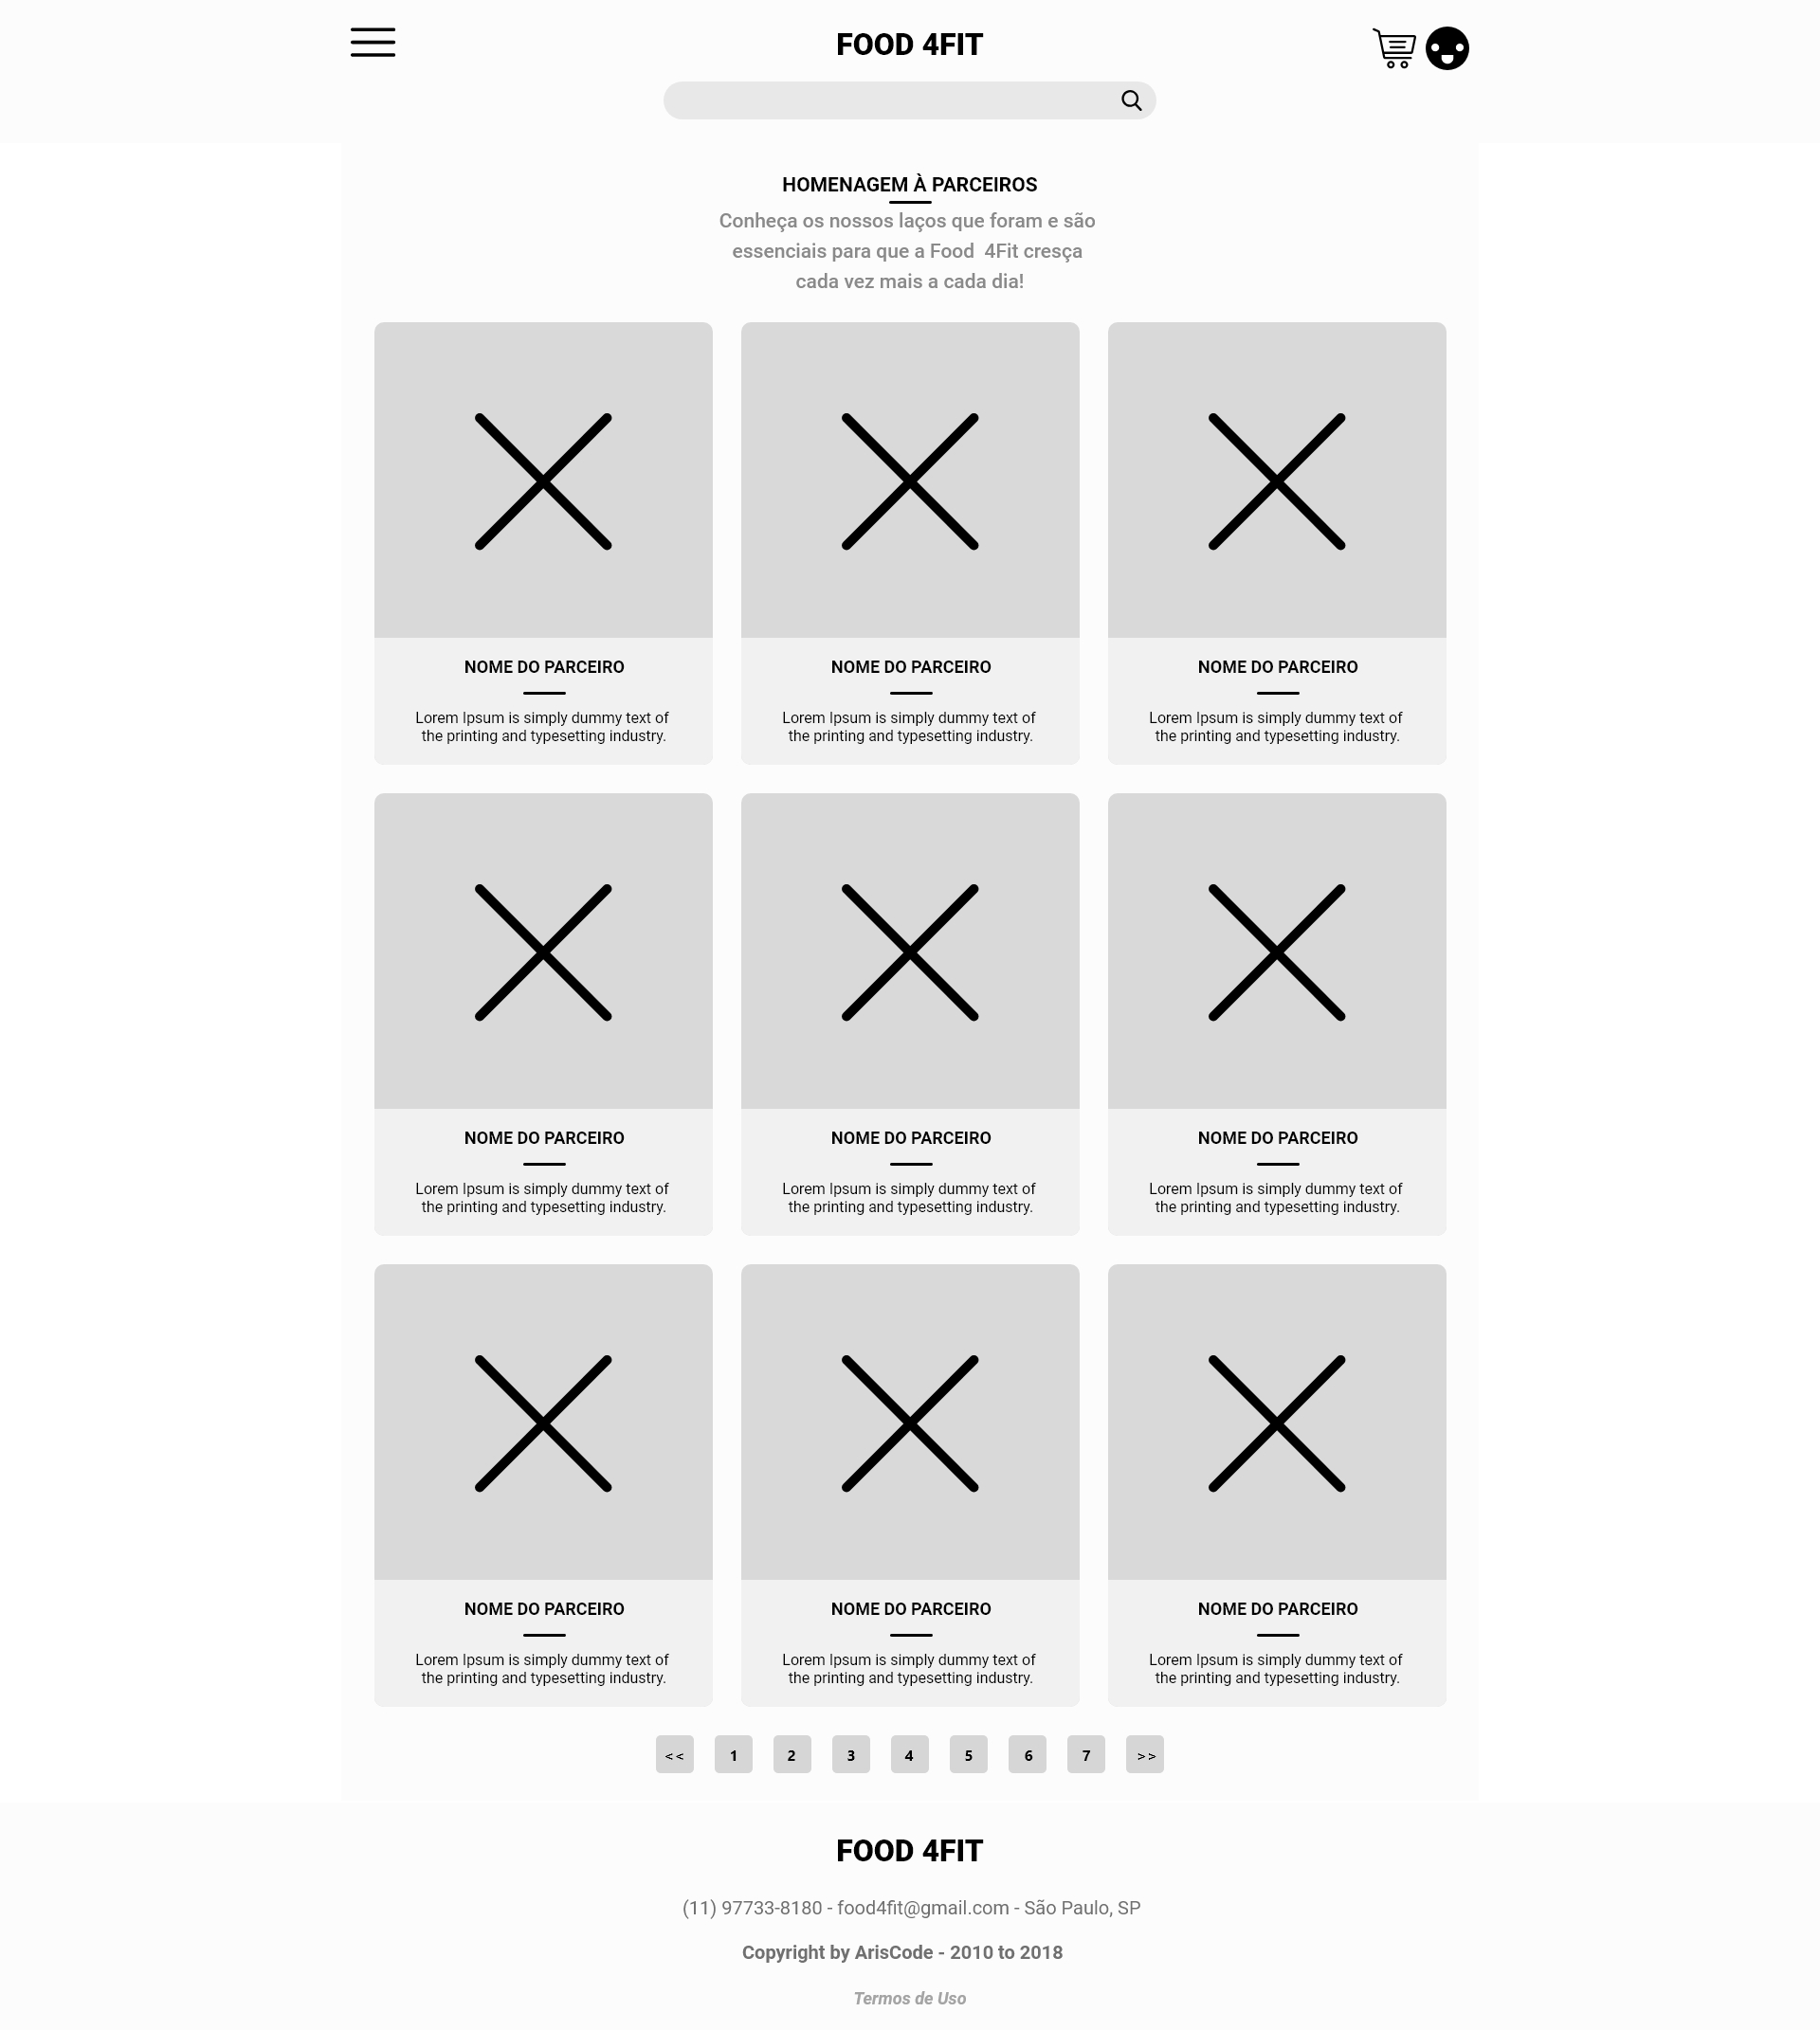 FOOD 4FIT
HOMENAGEM À PARCEIROS
Conheça os nossos laços que foram e são
essenciais para que a Food  4Fit cresça
cada vez mais a cada dia!
NOME DO PARCEIRO
Lorem Ipsum is simply dummy text of
the printing and typesetting industry.
NOME DO PARCEIRO
Lorem Ipsum is simply dummy text of
the printing and typesetting industry.
NOME DO PARCEIRO
Lorem Ipsum is simply dummy text of
the printing and typesetting industry.
NOME DO PARCEIRO
Lorem Ipsum is simply dummy text of
the printing and typesetting industry.
NOME DO PARCEIRO
Lorem Ipsum is simply dummy text of
the printing and typesetting industry.
NOME DO PARCEIRO
Lorem Ipsum is simply dummy text of
the printing and typesetting industry.
NOME DO PARCEIRO
Lorem Ipsum is simply dummy text of
the printing and typesetting industry.
NOME DO PARCEIRO
Lorem Ipsum is simply dummy text of
the printing and typesetting industry.
NOME DO PARCEIRO
Lorem Ipsum is simply dummy text of
the printing and typesetting industry.
<< 1 2 3 4 5 6 7 >>
FOOD 4FIT
(11) 97733-8180 - food4fit@gmail.com - São Paulo, SP
Copyright by ArisCode - 2010 to 2018
Termos de Uso